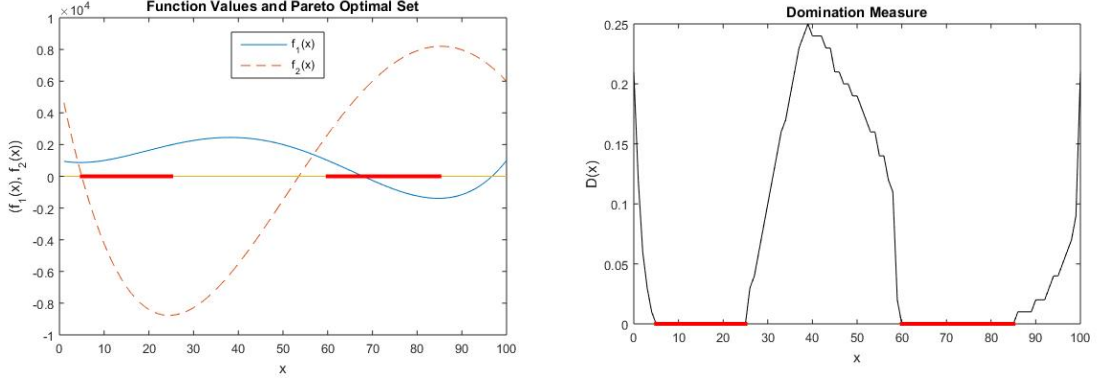 Function Values and Pareto Optimal Set
×10⁴
1
0.8
0.6
0.4
0.2
0
-0.2
-0.4
-0.6
-0.8
-1
(f₁(x), f₂(x))
f₁(x)
f₂(x)
0 10 20 30 40 50 60 70 80 90 100
x
Domination Measure
0.25
0.2
0.15
0.1
0.05
0
D(x)
0 10 20 30 40 50 60 70 80 90 100
x